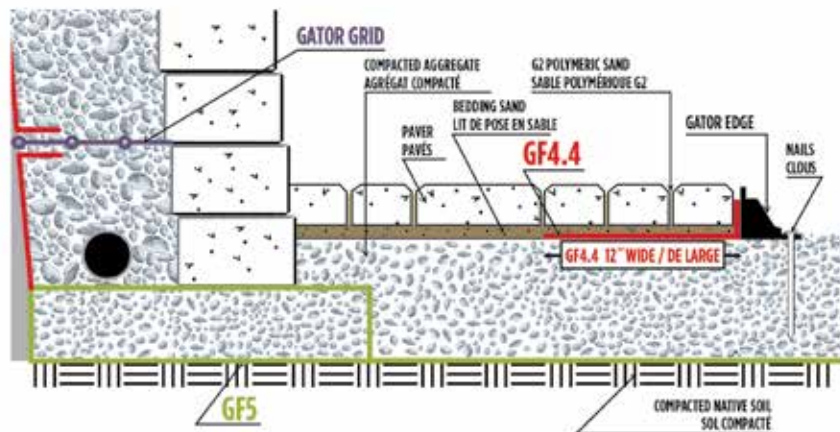 GATOR GRID
COMPACTED AGGREGATE
AGRÉGAT COMPACTÉ
G2 POLYMERIC SAND
SABLE POLYMÉRIQUE G2
BEDDING SAND
LIT DE POSE EN SABLE
PAVER
PAVÉS
GF4.4
GATOR EDGE
NAILS
CLOUS
GF4.4 12" WIDE / DE LARGE
GF5
COMPACTED NATIVE SOIL
SOL COMPACTÉ